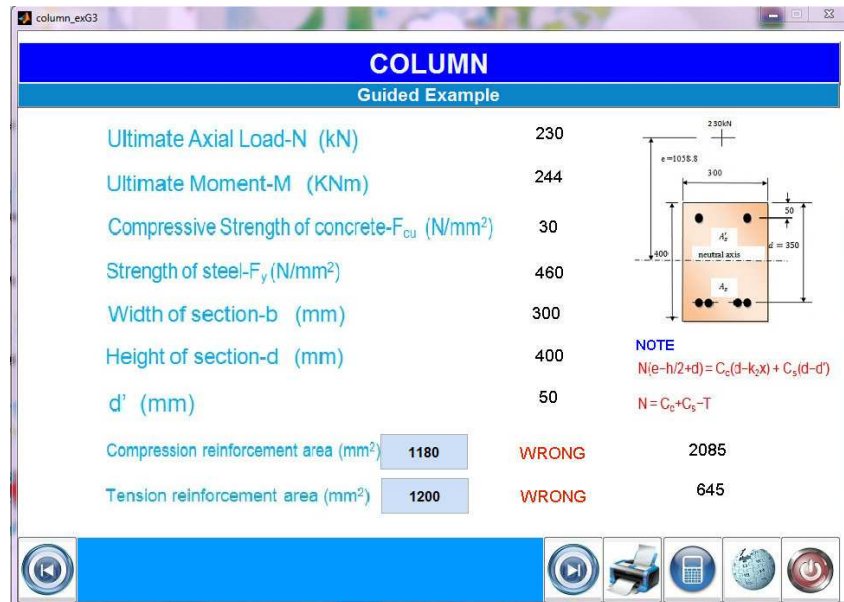 column_exG3
COLUMN
Guided Example
Ultimate Axial Load-N (kN) 230
Ultimate Moment-M (KNm) 244
Compressive Strength of concrete-Fcu (N/mm²) 30
Strength of steel-Fy (N/mm²) 460
Width of section-b (mm) 300
Height of section-d (mm) 400
d' (mm) 50
Compression reinforcement area (mm²) 1180 WRONG 2085
Tension reinforcement area (mm²) 1200 WRONG 645
230kN
e =1058.8
300
50
A's
d = 350
400
neutral axis
As
NOTE
N(e−h/2+d) = Cc(d−k2x) + Cs(d−d')
N = Cc+Cs−T